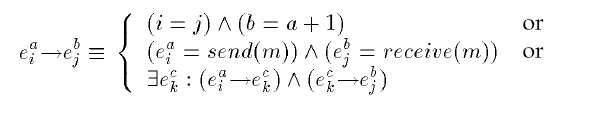 (i = j) ∧ (b = a + 1) or
e_i^a → e_j^b ≡ { (e_i^a = send(m)) ∧ (e_j^b = receive(m)) or
∃e_k^c : (e_i^a → e_k^c) ∧ (e_k^c → e_j^b)